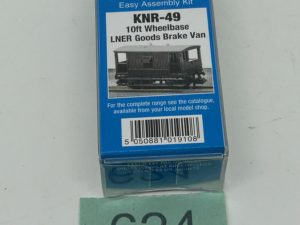 Easy Assembly Kit
KNR-49
10ft Wheelbase
LNER Goods Brake Van
For the complete range see the catalogue,
available from your local model shop.
5 050881 019108
634